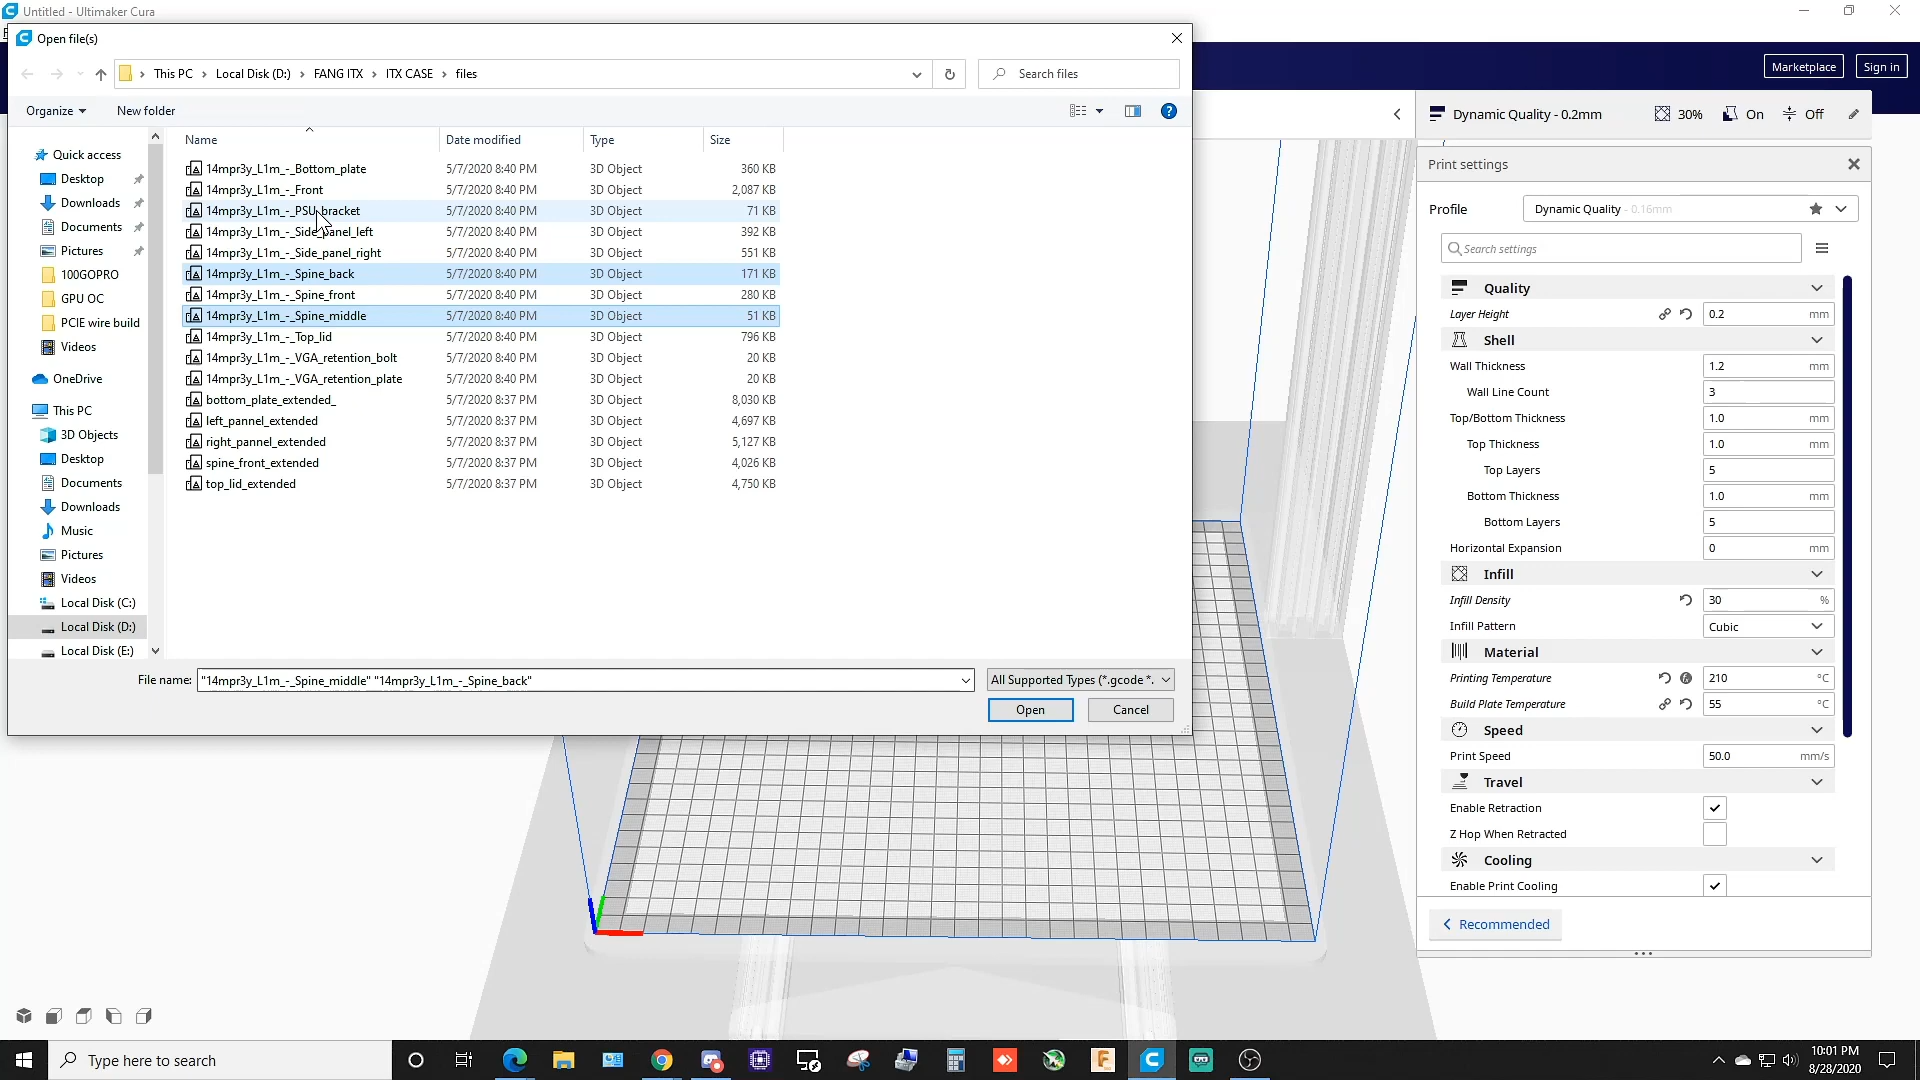 Untitled - Ultimaker Cura
Open file(s)
This PC > Local Disk (D:) > FANG ITX > ITX CASE > files
Search files
Marketplace
Sign in
Organize
New folder
Dynamic Quality - 0.2mm
30%
On
Off
Name
Date modified
Type
Size
Quick access
Desktop
Downloads
Documents
Pictures
100GOPRO
GPU OC
PCIE wire build
Videos
OneDrive
This PC
3D Objects
Desktop
Documents
Downloads
Music
Pictures
Videos
Local Disk (C:)
Local Disk (D:)
Local Disk (E:)
14mpr3y_L1m_-_Bottom_plate 5/7/2020 8:40 PM 3D Object 360 KB
14mpr3y_L1m_-_Front 5/7/2020 8:40 PM 3D Object 2,087 KB
14mpr3y_L1m_-_PSU_bracket 5/7/2020 8:40 PM 3D Object 71 KB
14mpr3y_L1m_-_Side_panel_left 5/7/2020 8:40 PM 3D Object 392 KB
14mpr3y_L1m_-_Side_panel_right 5/7/2020 8:40 PM 3D Object 551 KB
14mpr3y_L1m_-_Spine_back 5/7/2020 8:40 PM 3D Object 171 KB
14mpr3y_L1m_-_Spine_front 5/7/2020 8:40 PM 3D Object 280 KB
14mpr3y_L1m_-_Spine_middle 5/7/2020 8:40 PM 3D Object 51 KB
14mpr3y_L1m_-_Top_lid 5/7/2020 8:40 PM 3D Object 796 KB
14mpr3y_L1m_-_VGA_retention_bolt 5/7/2020 8:40 PM 3D Object 20 KB
14mpr3y_L1m_-_VGA_retention_plate 5/7/2020 8:40 PM 3D Object 20 KB
bottom_plate_extended_ 5/7/2020 8:37 PM 3D Object 8,030 KB
left_pannel_extended 5/7/2020 8:37 PM 3D Object 4,697 KB
right_pannel_extended 5/7/2020 8:37 PM 3D Object 5,127 KB
spine_front_extended 5/7/2020 8:37 PM 3D Object 4,026 KB
top_lid_extended 5/7/2020 8:37 PM 3D Object 4,750 KB
File name: "14mpr3y_L1m_-_Spine_middle" "14mpr3y_L1m_-_Spine_back"
All Supported Types (*.gcode *.
Open
Cancel
Print settings
Profile
Dynamic Quality - 0.16mm
Search settings
Quality
Layer Height 0.2 mm
Shell
Wall Thickness 1.2 mm
Wall Line Count 3
Top/Bottom Thickness 1.0 mm
Top Thickness 1.0 mm
Top Layers 5
Bottom Thickness 1.0 mm
Bottom Layers 5
Horizontal Expansion 0 mm
Infill
Infill Density 30 %
Infill Pattern Cubic
Material
Printing Temperature 210 °C
Build Plate Temperature 55 °C
Speed
Print Speed 50.0 mm/s
Travel
Enable Retraction
Z Hop When Retracted
Cooling
Enable Print Cooling
Recommended
Type here to search
10:01 PM
8/28/2020